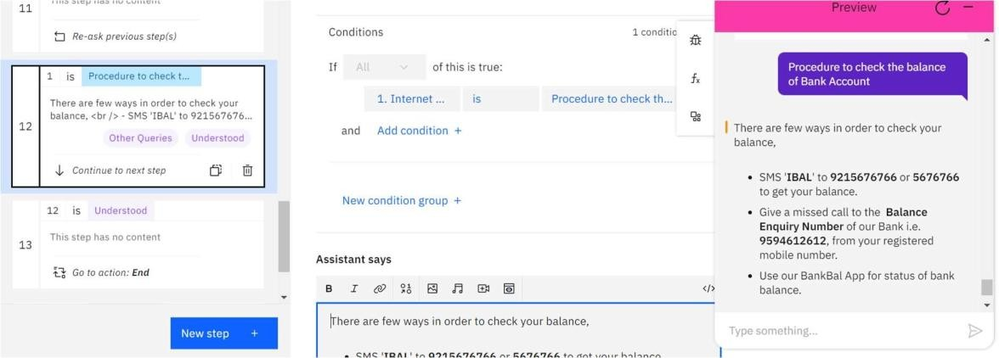 11
This step has no content
Re-ask previous step(s)
12
1 is Procedure to check t...
There are few ways in order to check your
balance, <br /> - SMS 'IBAL' to 921567676...
Other Queries Understood
Continue to next step
13
12 is Understood
This step has no content
Go to action: End
New step +
Conditions
1 conditio
If All of this is true:
1. Internet ... is Procedure to check th...
and Add condition +
New condition group +
Assistant says
B I </>
There are few ways in order to check your balance,
• SMS 'IBAL' to 9215676766 or 5676766 to get your balance
fx
Preview
Procedure to check the balance
of Bank Account
There are few ways in order to check your
balance,
• SMS 'IBAL' to 9215676766 or 5676766
to get your balance.
• Give a missed call to the Balance
Enquiry Number of our Bank i.e.
9594612612, from your registered
mobile number.
• Use our BankBal App for status of bank
balance.
Type something...